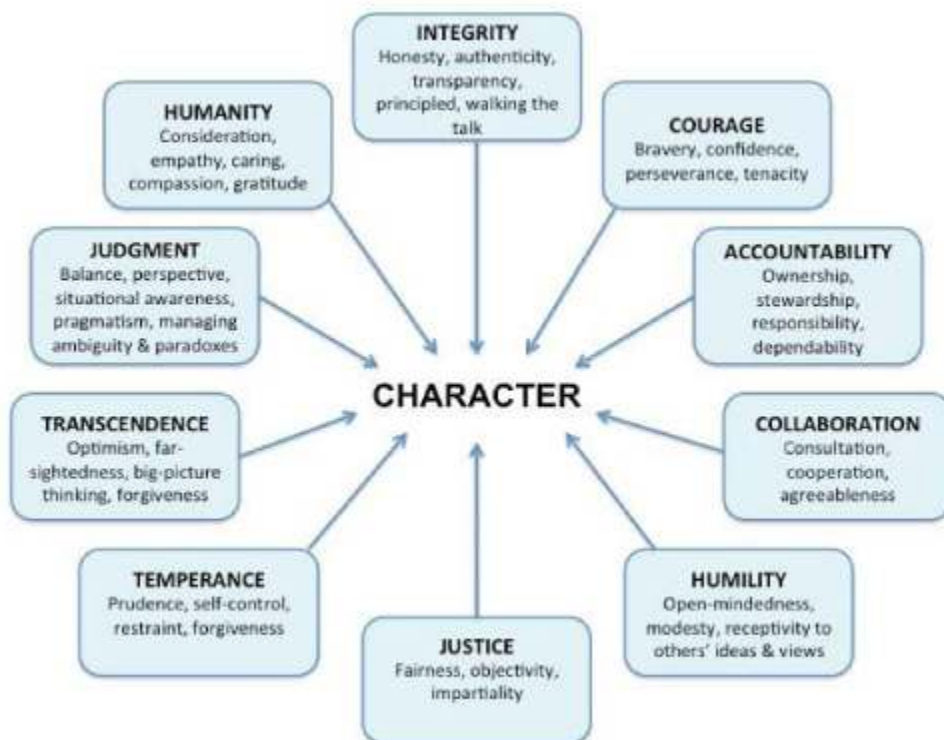 INTEGRITY
Honesty, authenticity,
transparency,
principled, walking the
talk
HUMANITY
Consideration,
empathy, caring,
compassion, gratitude
COURAGE
Bravery, confidence,
perseverance, tenacity
JUDGMENT
Balance, perspective,
situational awareness,
pragmatism, managing
ambiguity & paradoxes
ACCOUNTABILITY
Ownership,
stewardship,
responsibility,
dependability
CHARACTER
TRANSCENDENCE
Optimism, far-
sightedness, big-picture
thinking, forgiveness
COLLABORATION
Consultation,
cooperation,
agreeableness
TEMPERANCE
Prudence, self-control,
restraint, forgiveness
JUSTICE
Fairness, objectivity,
impartiality
HUMILITY
Open-mindedness,
modesty, receptivity to
others' ideas & views